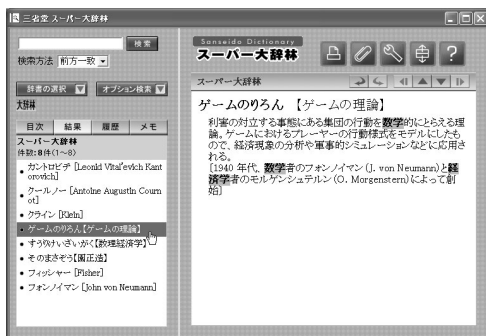 三省堂 スーパー大辞林
検索
検索方法 前方一致
辞書の選択 オプション検索
大辞林
目次 結果 履歴 メモ
スーパー大辞林
件数:8件(1～8)
カントロビチ [Leonid Vital'evich Kant
orovich]
クールノー [Antoine Augustin Courn
ot]
クライン [Klein]
ゲームのりろん【ゲームの理論】
すうりけいざいがく【数理経済学】
そのまさぞう【園正造】
フィッシャー [Fisher]
フォンノイマン [John von Neumann]
Sanseido Dictionary
スーパー大辞林
スーパー大辞林
ゲームのりろん 【ゲームの理論】
利害の対立する事態にある集団の行動を数学的にとらえる理
論。ゲームにおけるプレーヤーの行動様式をモデルにしたも
ので、経済現象の分析や軍事的シミュレーションなどに応用さ
れる。
[1940 年代、数学者のフォンノイマン(J. von Neumann)と経
済学者のモルゲンシュテルン(O. Morgenstern)によって創
始]